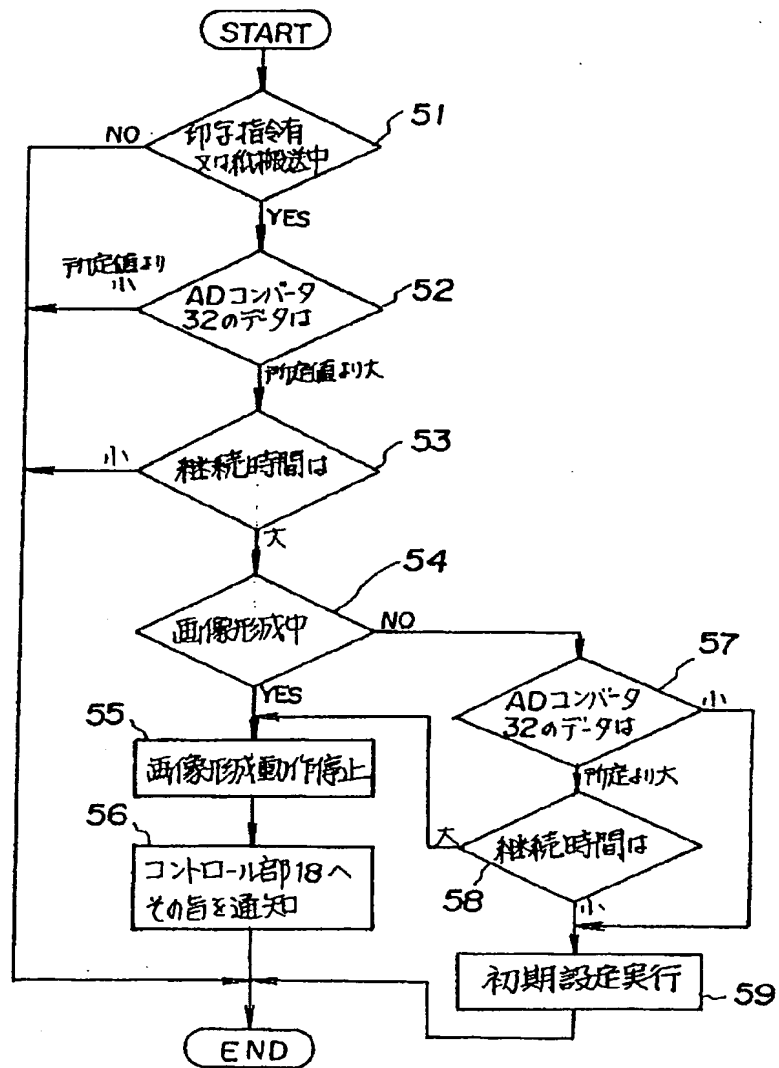 START
51
印字指令有
又は紙搬送中
NO
YES
所定値より
小
ADコンバータ
32のデータは
52
所定値より大
53
継続時間は
小
大
54
画像形成中
NO
YES
57
ADコンバータ
32のデータは
小
所定より大
55
画像形成動作停止
56
コントロール部18へ
その旨を通知
大
継続時間は
58
小
初期設定実行
59
END